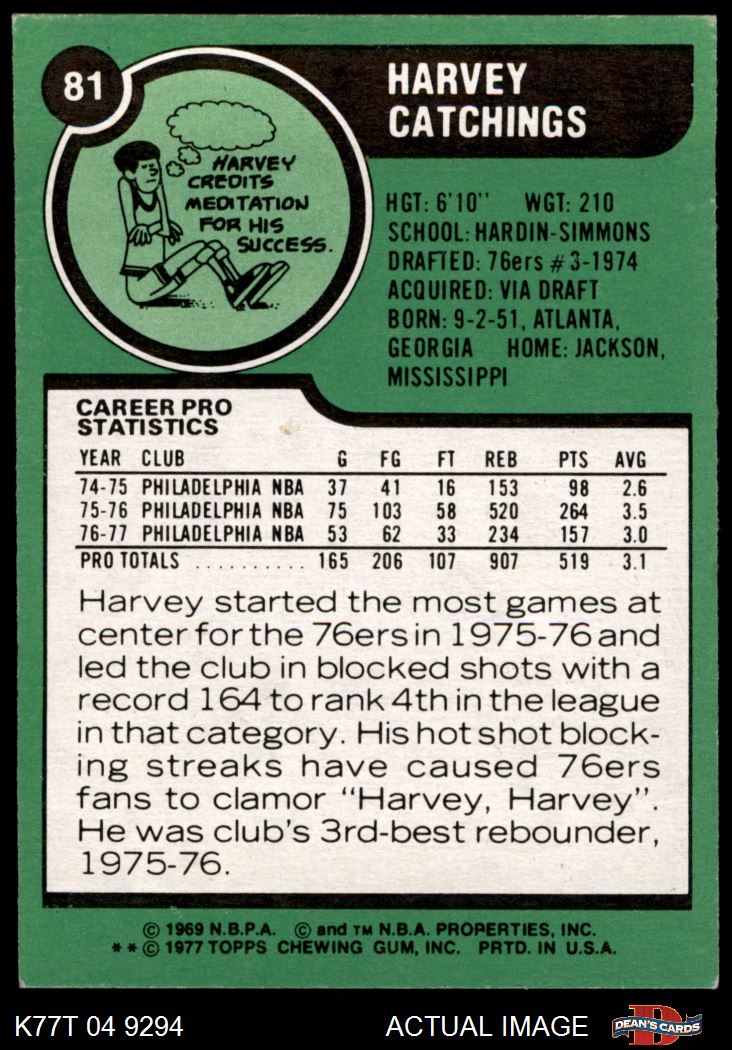 81
HARVEY
CATCHINGS
HARVEY
CREDITS
MEDITATION
FOR HIS
SUCCESS.
HGT: 6'10" WGT: 210
SCHOOL: HARDIN-SIMMONS
DRAFTED: 76ers #3-1974
ACQUIRED: VIA DRAFT
BORN: 9-2-51, ATLANTA,
GEORGIA HOME: JACKSON,
MISSISSIPPI
CAREER PRO
STATISTICS
YEAR CLUB G FG FT REB PTS AVG
74-75 PHILADELPHIA NBA 37 41 16 153 98 2.6
75-76 PHILADELPHIA NBA 75 103 58 520 264 3.5
76-77 PHILADELPHIA NBA 53 62 33 234 157 3.0
PRO TOTALS .......... 165 206 107 907 519 3.1
Harvey started the most games at
center for the 76ers in 1975-76 and
led the club in blocked shots with a
record 164 to rank 4th in the league
in that category. His hot shot block-
ing streaks have caused 76ers
fans to clamor "Harvey, Harvey".
He was club's 3rd-best rebounder,
1975-76.
© 1969 N.B.P.A. © and TM N.B.A. PROPERTIES, INC.
** © 1977 TOPPS CHEWING GUM, INC. PRTD. IN U.S.A.
K77T 04 9294 ACTUAL IMAGE
D
DEAN'S CARDS